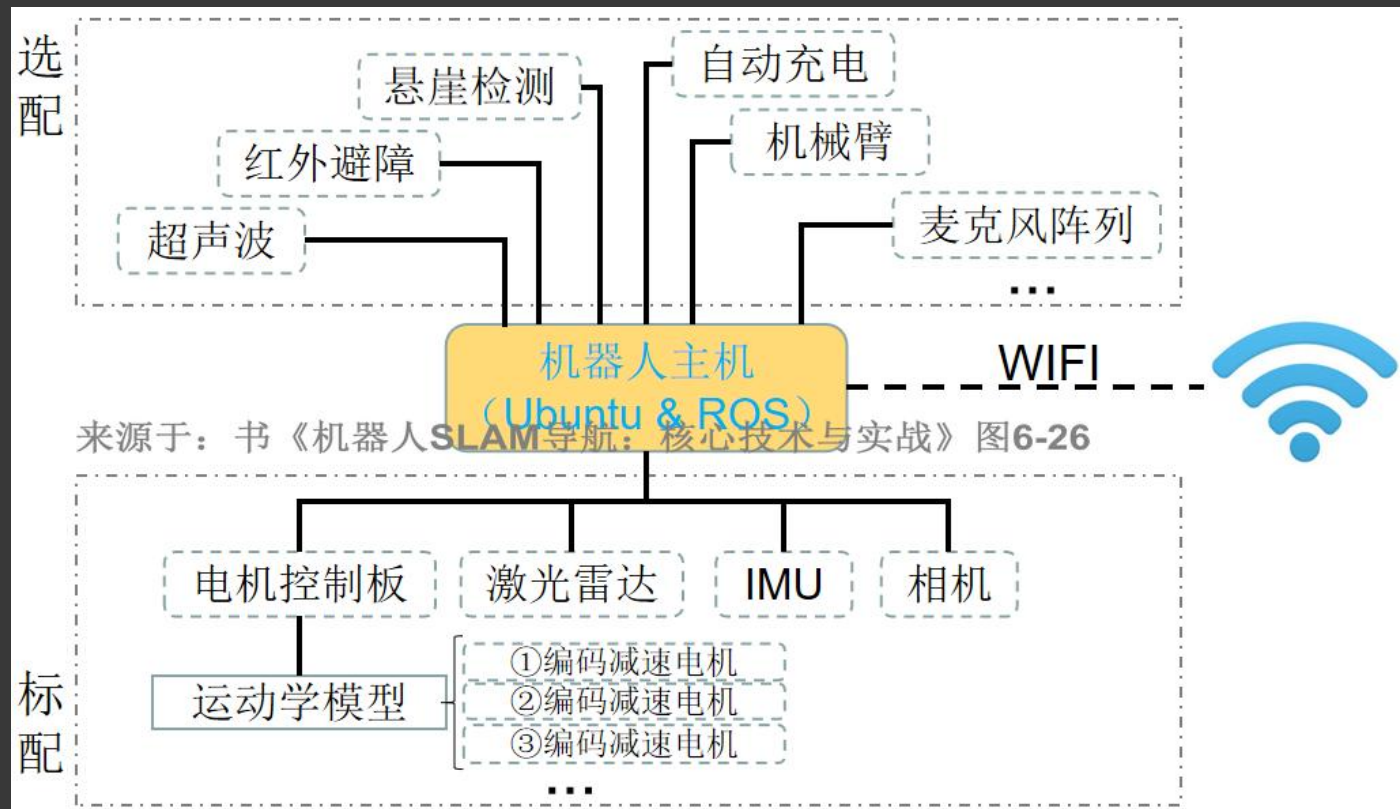 选配
自动充电
悬崖检测
机械臂
红外避障
麦克风阵列
超声波
...
机器人主机
（Ubuntu & ROS）
WIFI
来源于：书《机器人SLAM导航：核心技术与实战》图6-26
标配
电机控制板
激光雷达
IMU
相机
运动学模型
①编码减速电机
②编码减速电机
③编码减速电机
...